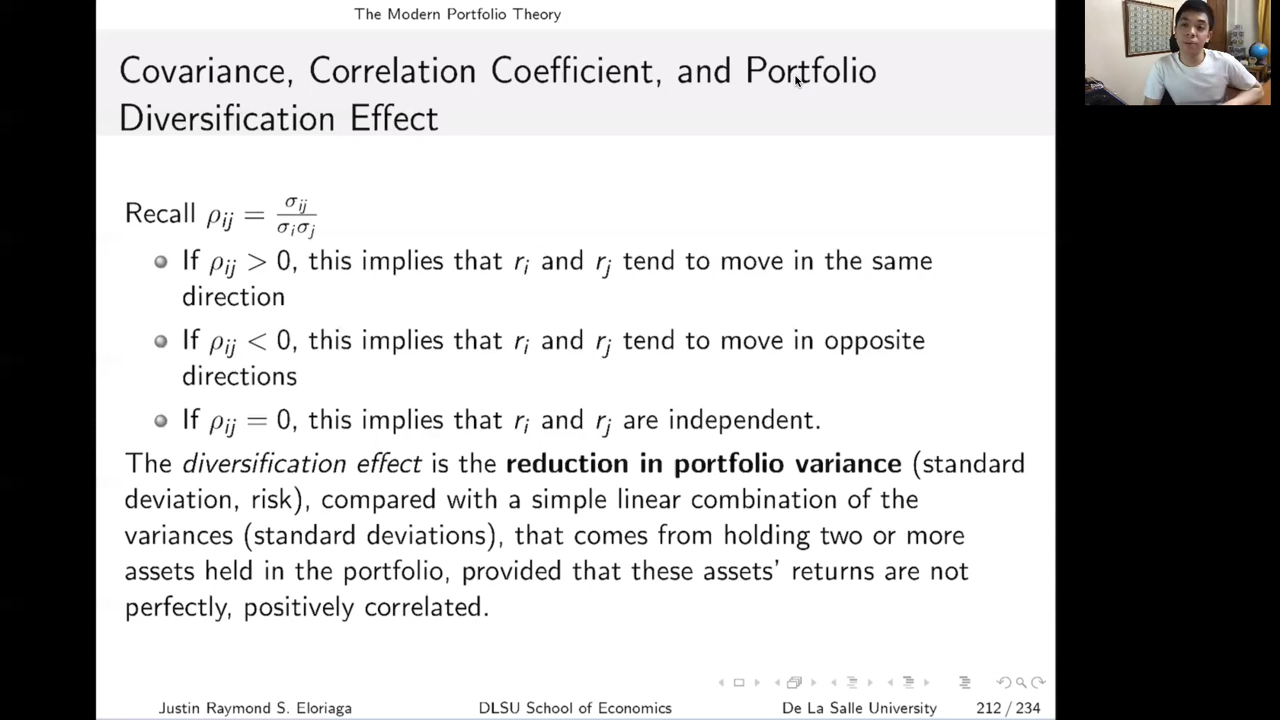 The Modern Portfolio Theory
Covariance, Correlation Coefficient, and Portfolio
Diversification Effect
Recall ρij = σij / σiσj
If ρij > 0, this implies that ri and rj tend to move in the same
direction
If ρij < 0, this implies that ri and rj tend to move in opposite
directions
If ρij = 0, this implies that ri and rj are independent.
The diversification effect is the reduction in portfolio variance (standard
deviation, risk), compared with a simple linear combination of the
variances (standard deviations), that comes from holding two or more
assets held in the portfolio, provided that these assets' returns are not
perfectly, positively correlated.
Justin Raymond S. Eloriaga DLSU School of Economics De La Salle University 212 / 234